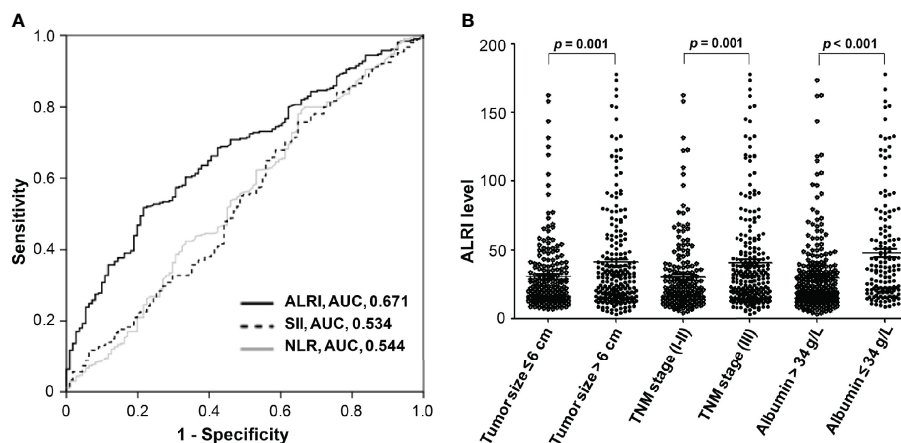 A
1.0
0.8
0.6
0.4
0.2
0
Sensitivity
ALRI, AUC, 0.671
SII, AUC, 0.534
NLR, AUC, 0.544
0 0.2 0.4 0.6 0.8 1.0
1 - Specificity
B
p = 0.001 p = 0.001 p < 0.001
200
150
100
50
0
ALRI level
Tumor size ≤ 6 cm
Tumor size > 6 cm
TNM stage (I-II)
TNM stage (III)
Albumin > 34 g/L
Albumin ≤ 34 g/L